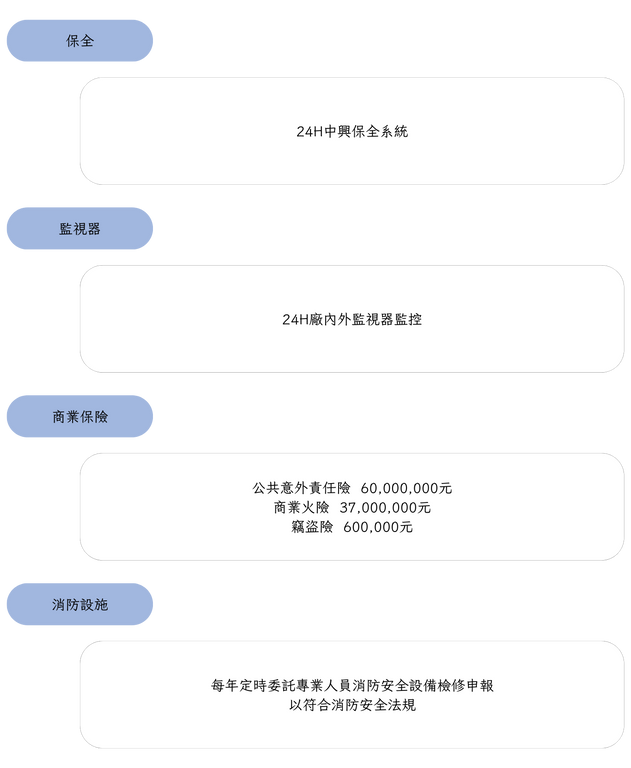 保全
24H中興保全系統
監視器
24H廠內外監視器監控
商業保險
公共意外責任險 60,000,000元
商業火險 37,000,000元
竊盜險 600,000元
消防設施
每年定時委託專業人員消防安全設備檢修申報
以符合消防安全法規